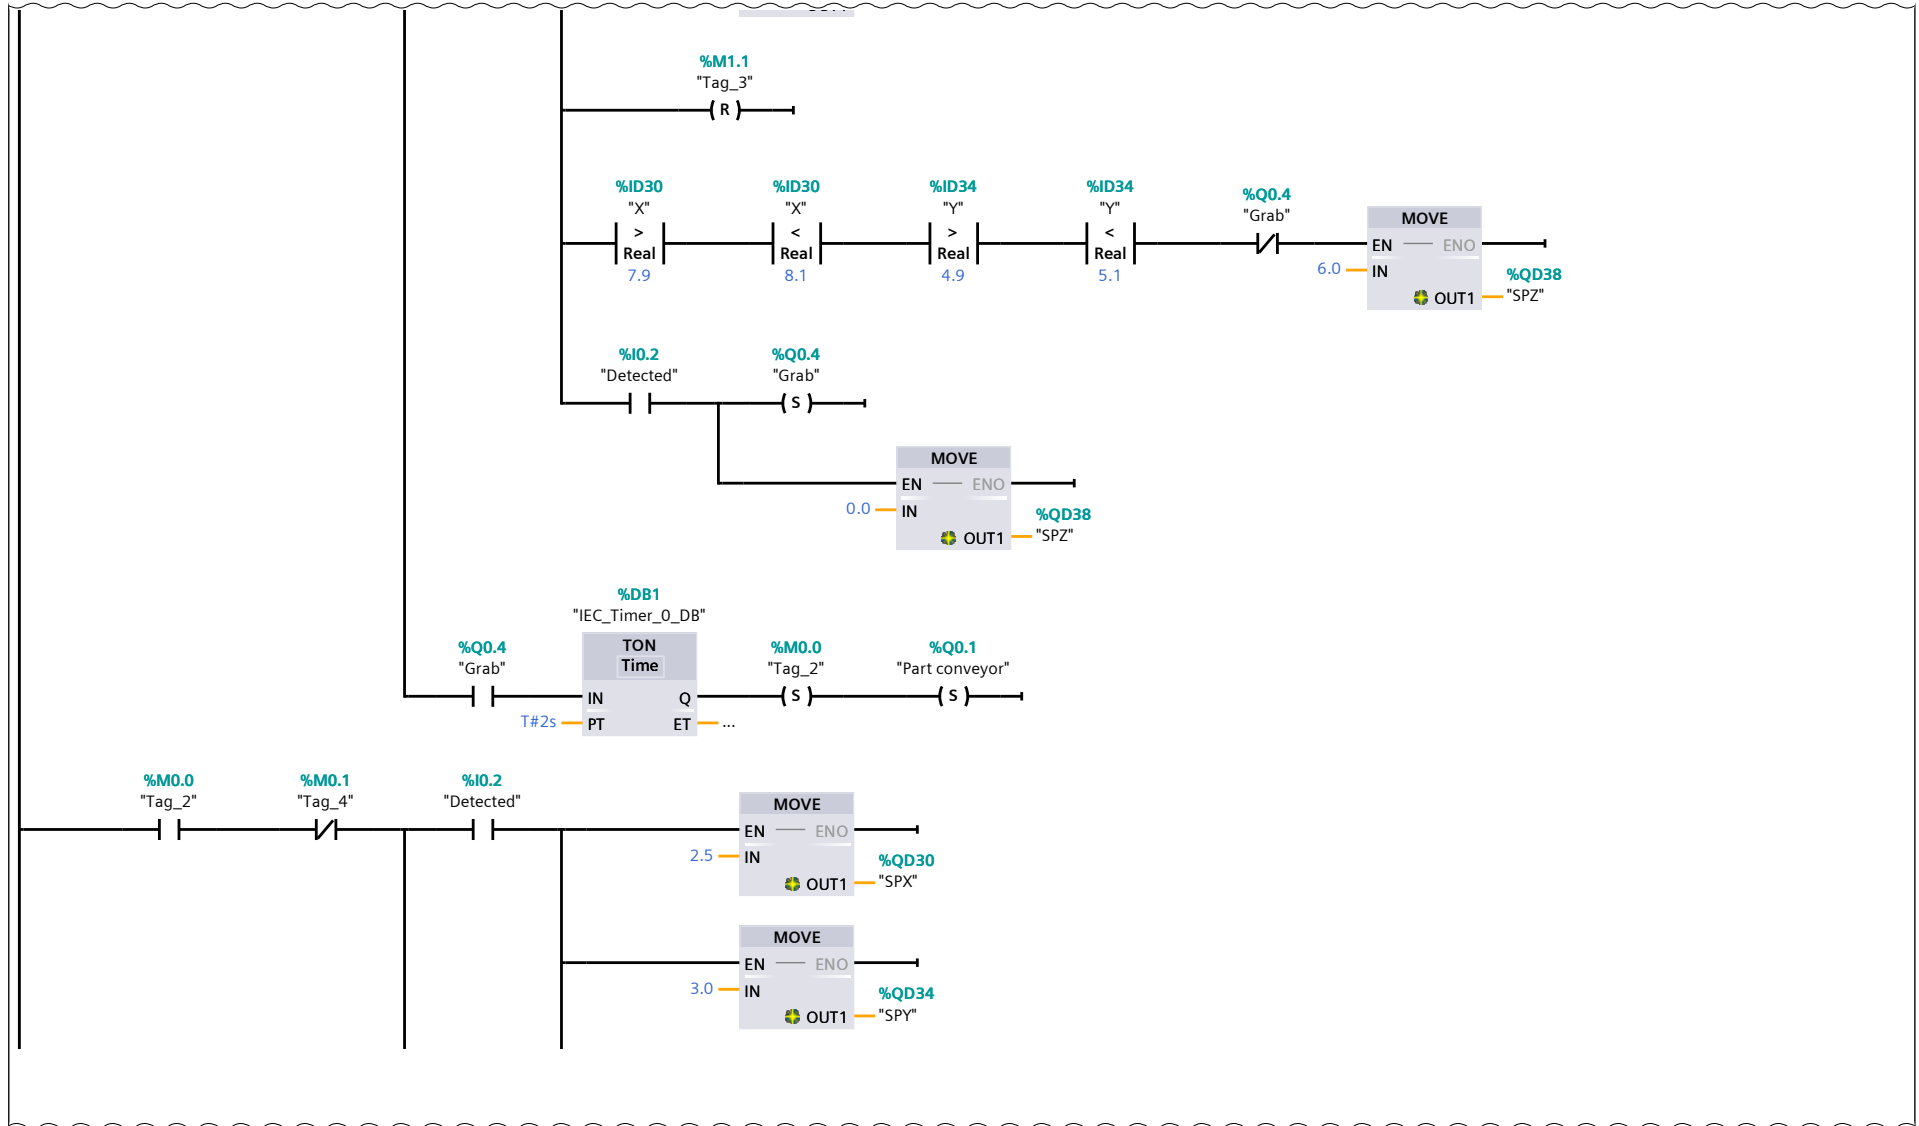 %M1.1
"Tag_3"
R
%ID30 %ID30 %ID34 %ID34 %Q0.4
"X" "X" "Y" "Y" "Grab"
> < > < MOVE
Real Real Real Real EN ENO
7.9 8.1 4.9 5.1 6.0 IN
%QD38
OUT1 "SPZ"
%I0.2 %Q0.4
"Detected" "Grab"
S
MOVE
EN ENO
0.0 IN
%QD38
OUT1 "SPZ"
%DB1
"IEC_Timer_0_DB"
%Q0.4 TON %M0.0 %Q0.1
"Grab" Time "Tag_2" "Part conveyor"
IN Q S S
T#2s PT ET ...
%M0.0 %M0.1 %I0.2
"Tag_2" "Tag_4" "Detected" MOVE
EN ENO
2.5 IN %QD30
OUT1 "SPX"
MOVE
EN ENO
3.0 IN %QD34
OUT1 "SPY"